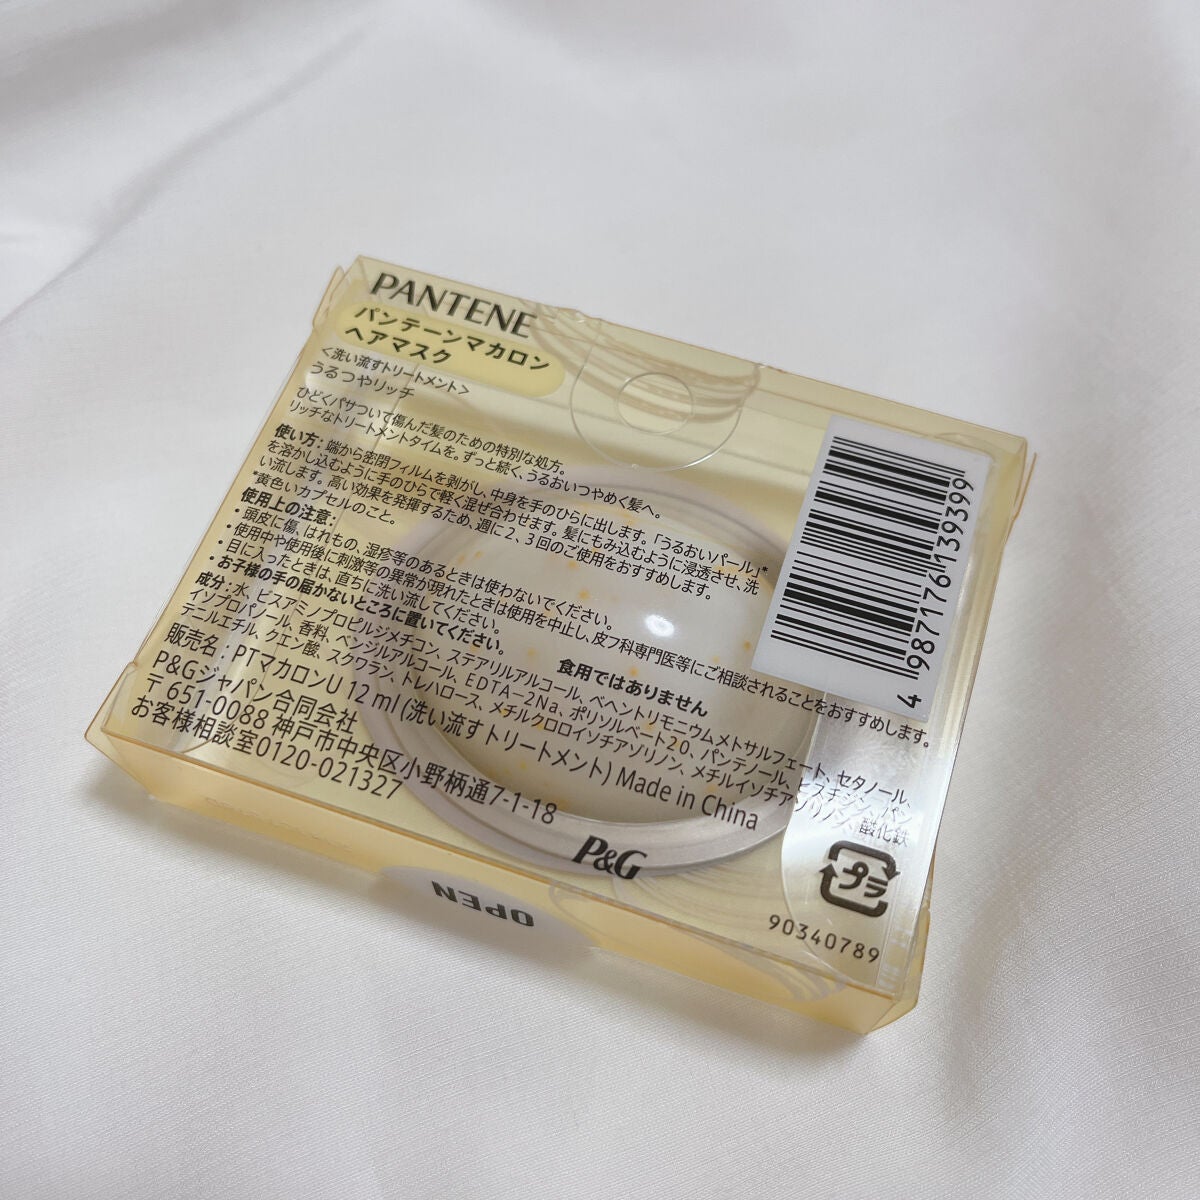 PANTENE
パンテーンマカロン
ヘアマスク
<洗い流すトリートメント>
うるつやリッチ
ひどくパサついて傷んだ髪のための特別な処方。
リッチなトリートメントタイムを。ずっと続く、うるおいつやめく髪へ。
使い方:端から密閉フィルムを剥がし、中身を手のひらに出します。「うるおいパール」*
を溶かし込むように手のひらで軽く混ぜ合わせます。髪にもみ込むように浸透させ、洗
い流します。高い効果を発揮するため、週に2、3回のご使用をおすすめします。
*黄色いカプセルのこと。
使用上の注意:
・頭皮に傷、はれもの、湿疹等のあるときは使わないでください。
・使用中や使用後に刺激等の異常が現れたときは使用を中止し、皮フ科専門医等にご相談されることをおすすめします。
・目に入ったときは、直ちに洗い流してください。
・お子様の手の届かないところに置いてください。 食用ではありません
成分:水、ビスアミノプロピルジメチコン、ステアリルアルコール、ベヘントリモニウムメトサルフェート、セタノール、
イソプロパノール、香料、ベンジルアルコール、EDTA-2Na、ポリソルベート20、パンテノール、ヒスチジン、パン
テニルエチル、クエン酸、スクワラン、トレハロース、メチルクロロイソチアゾリノン、メチルイソチアゾリノン、酸化鉄
販売名:PTマカロンU 12 ml (洗い流すトリートメント) Made in China
P&Gジャパン合同会社
〒651-0088 神戸市中央区小野柄通7-1-18
お客様相談室0120-021327
P&G
プラ
90340789
4 987176 139399
OPEN